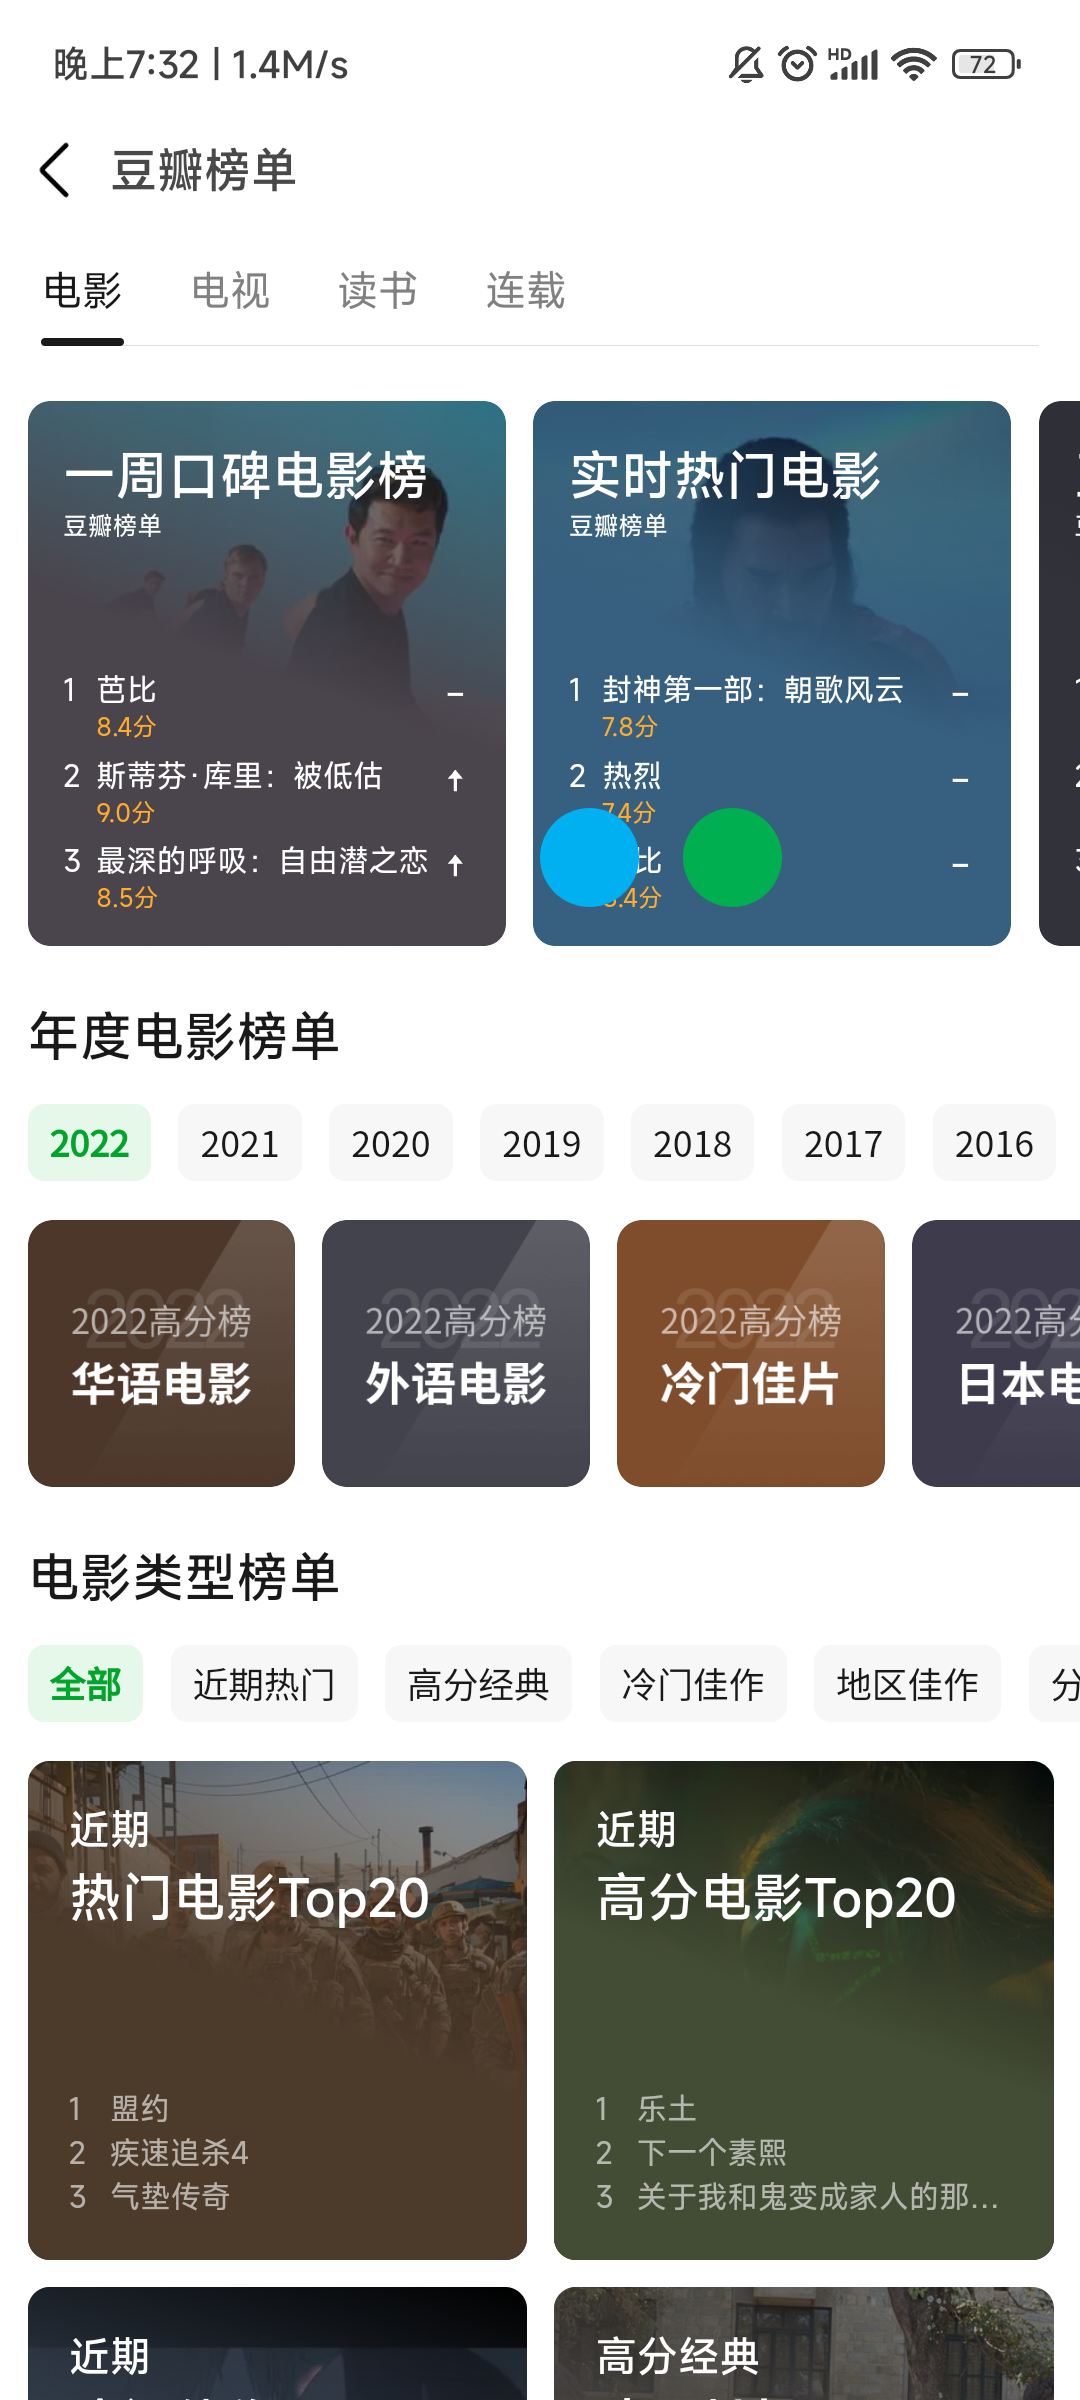 晚上7:32 | 1.4M/s
HD
72
豆瓣榜单
电影 电视 读书 连载
一周口碑电影榜
豆瓣榜单
1 芭比 –
8.4分
2 斯蒂芬·库里：被低估
9.0分
3 最深的呼吸：自由潜之恋
8.5分
实时热门电影
豆瓣榜单
1 封神第一部：朝歌风云 –
7.8分
2 热烈 –
7.4分
比 –
.4分
年度电影榜单
2022 2021 2020 2019 2018 2017 2016
2022高分榜
华语电影
2022高分榜
外语电影
2022高分榜
冷门佳片
2022高分
日本电
电影类型榜单
全部 近期热门 高分经典 冷门佳作 地区佳作 分
近期
热门电影Top20
1 盟约
2 疾速追杀4
3 气垫传奇
近期
高分电影Top20
1 乐土
2 下一个素熙
3 关于我和鬼变成家人的那...
近期
高分经典